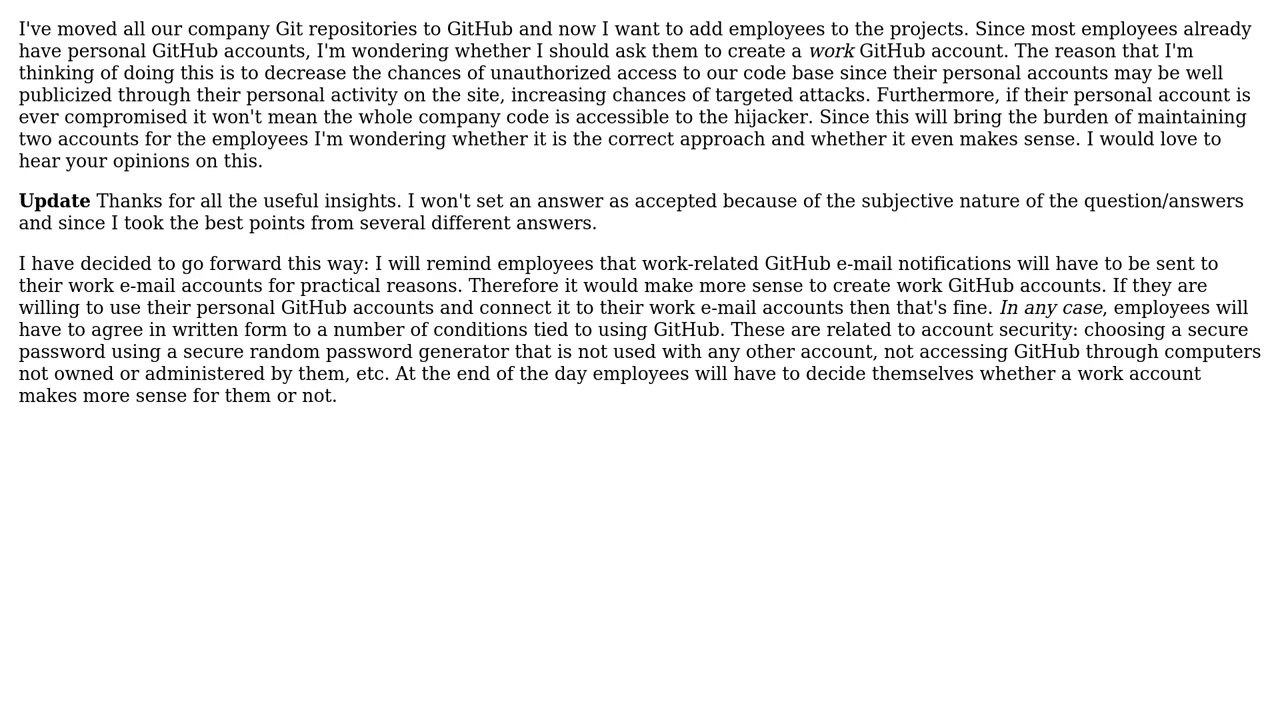 I've moved all our company Git repositories to GitHub and now I want to add employees to the projects. Since most employees already
have personal GitHub accounts, I'm wondering whether I should ask them to create a work GitHub account. The reason that I'm
thinking of doing this is to decrease the chances of unauthorized access to our code base since their personal accounts may be well
publicized through their personal activity on the site, increasing chances of targeted attacks. Furthermore, if their personal account is
ever compromised it won't mean the whole company code is accessible to the hijacker. Since this will bring the burden of maintaining
two accounts for the employees I'm wondering whether it is the correct approach and whether it even makes sense. I would love to
hear your opinions on this.
Update Thanks for all the useful insights. I won't set an answer as accepted because of the subjective nature of the question/answers
and since I took the best points from several different answers.
I have decided to go forward this way: I will remind employees that work-related GitHub e-mail notifications will have to be sent to
their work e-mail accounts for practical reasons. Therefore it would make more sense to create work GitHub accounts. If they are
willing to use their personal GitHub accounts and connect it to their work e-mail accounts then that's fine. In any case, employees will
have to agree in written form to a number of conditions tied to using GitHub. These are related to account security: choosing a secure
password using a secure random password generator that is not used with any other account, not accessing GitHub through computers
not owned or administered by them, etc. At the end of the day employees will have to decide themselves whether a work account
makes more sense for them or not.